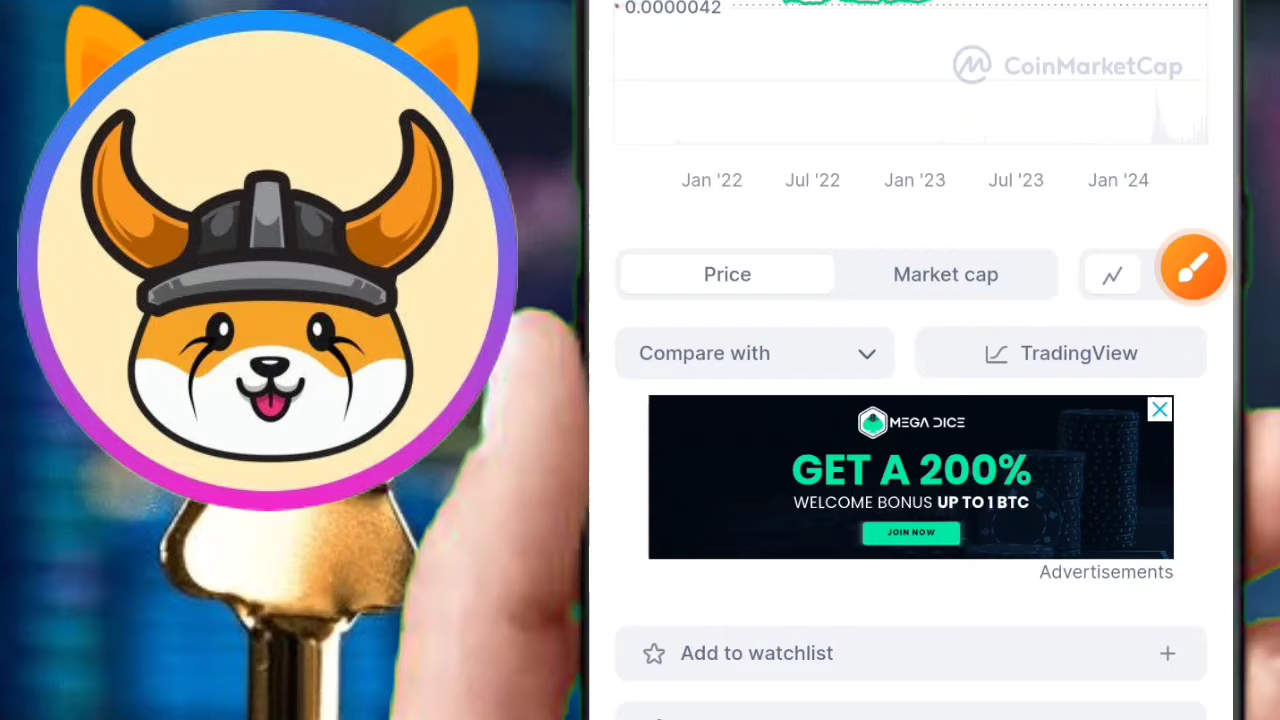 0.0000042
CoinMarketCap
Jan '22 Jul '22 Jan '23 Jul '23 Jan '24
Price Market cap
Compare with TradingView
MEGA DICE
GET A 200%
WELCOME BONUS UP TO 1 BTC
JOIN NOW
Advertisements
Add to watchlist